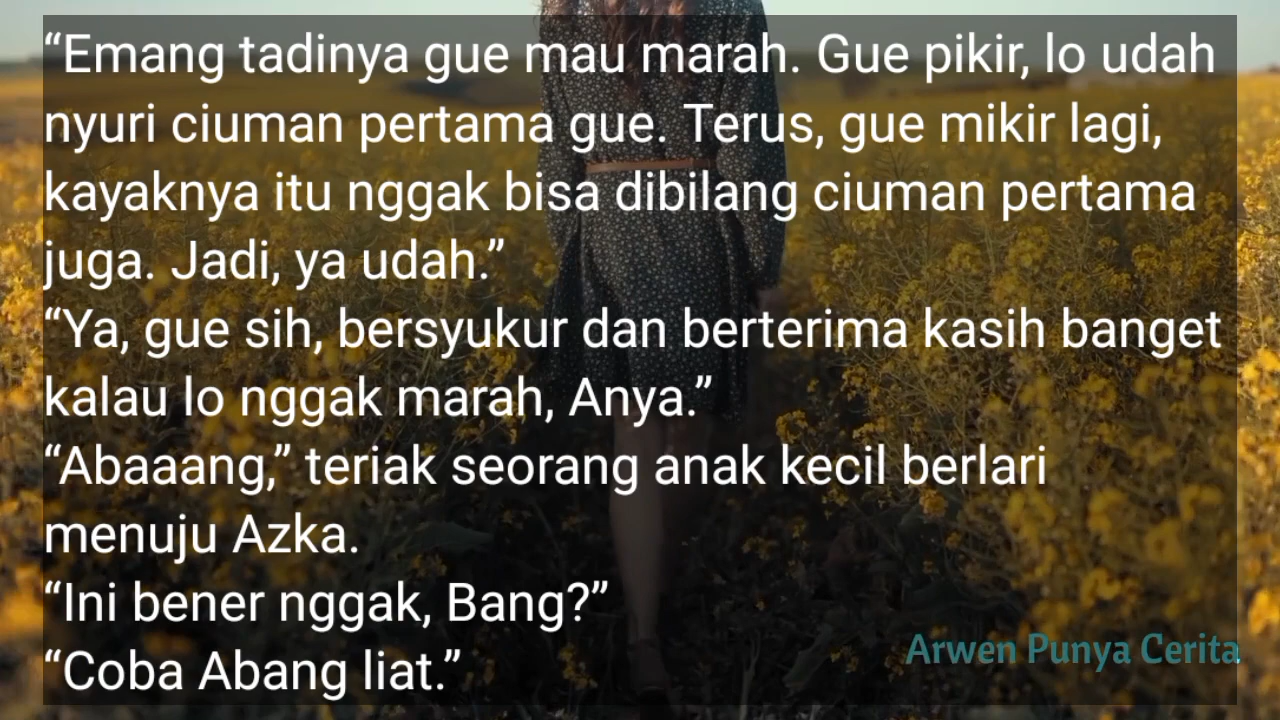 “Emang tadinya gue mau marah. Gue pikir, lo udah
nyuri ciuman pertama gue. Terus, gue mikir lagi,
kayaknya itu nggak bisa dibilang ciuman pertama
juga. Jadi, ya udah.”
“Ya, gue sih, bersyukur dan berterima kasih banget
kalau lo nggak marah, Anya.”
“Abaaang,” teriak seorang anak kecil berlari
menuju Azka.
“Ini bener nggak, Bang?”
“Coba Abang liat.”
Arwen Punya Cerita